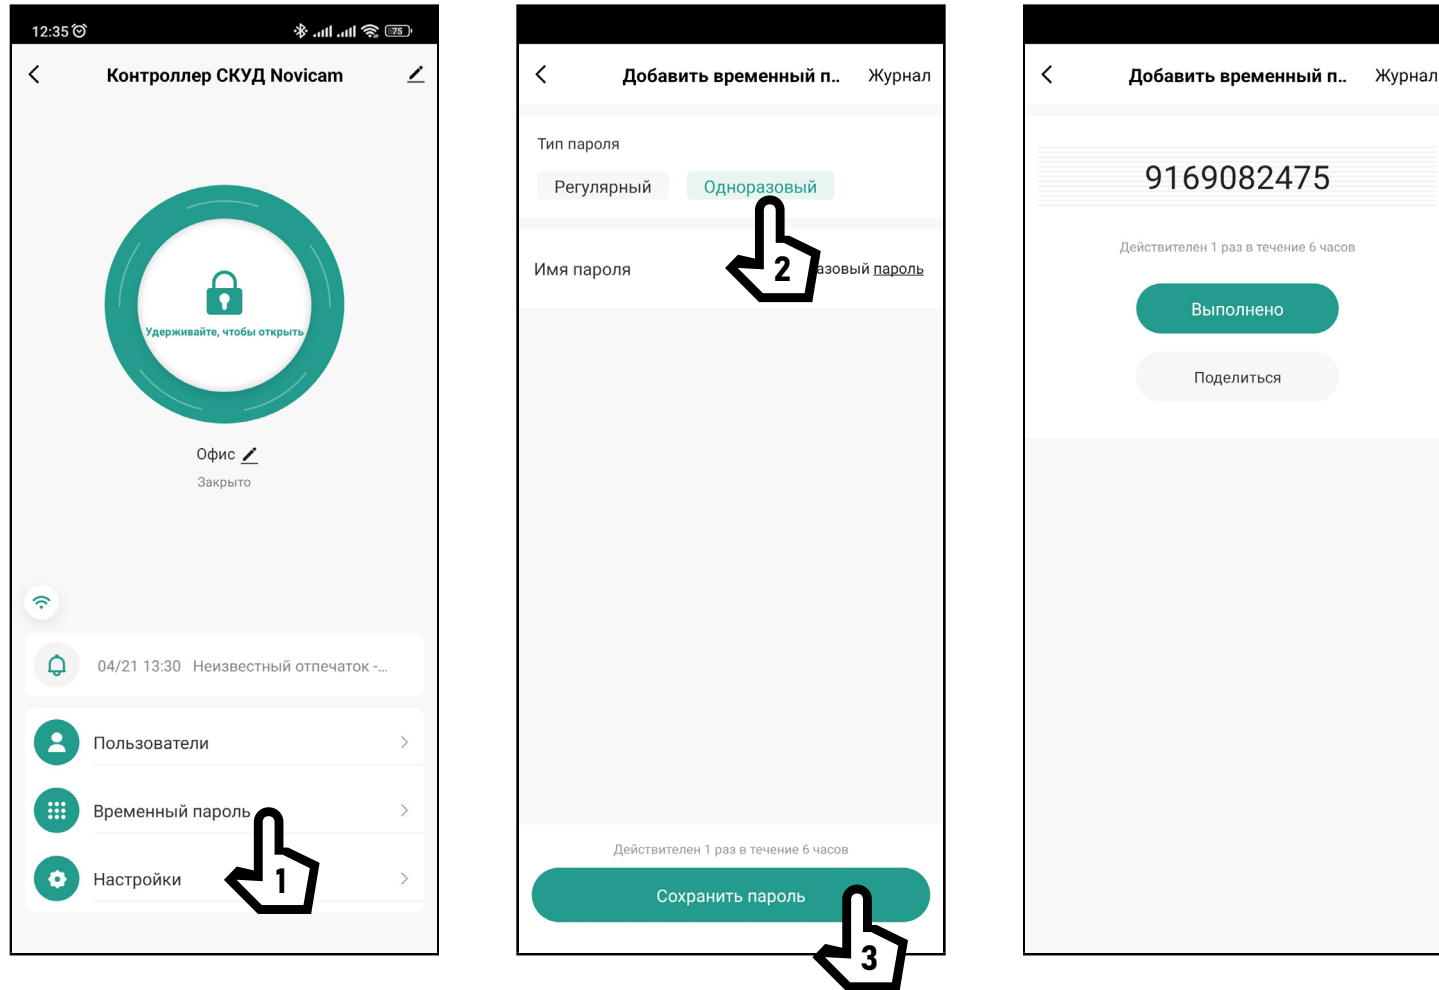 12:35
75
Контроллер СКУД Novicam
Удерживайте, чтобы открыть
Офис
Закрыто
04/21 13:30 Неизвестный отпечаток -...
Пользователи
Временный пароль
1
Настройки
Добавить временный п.. Журнал
Тип пароля
Регулярный Одноразовый
2
Имя пароля пароль
Действителен 1 раз в течение 6 часов
Сохранить пароль
3
Добавить временный п.. Журнал
9169082475
Действителен 1 раз в течение 6 часов
Выполнено
Поделиться